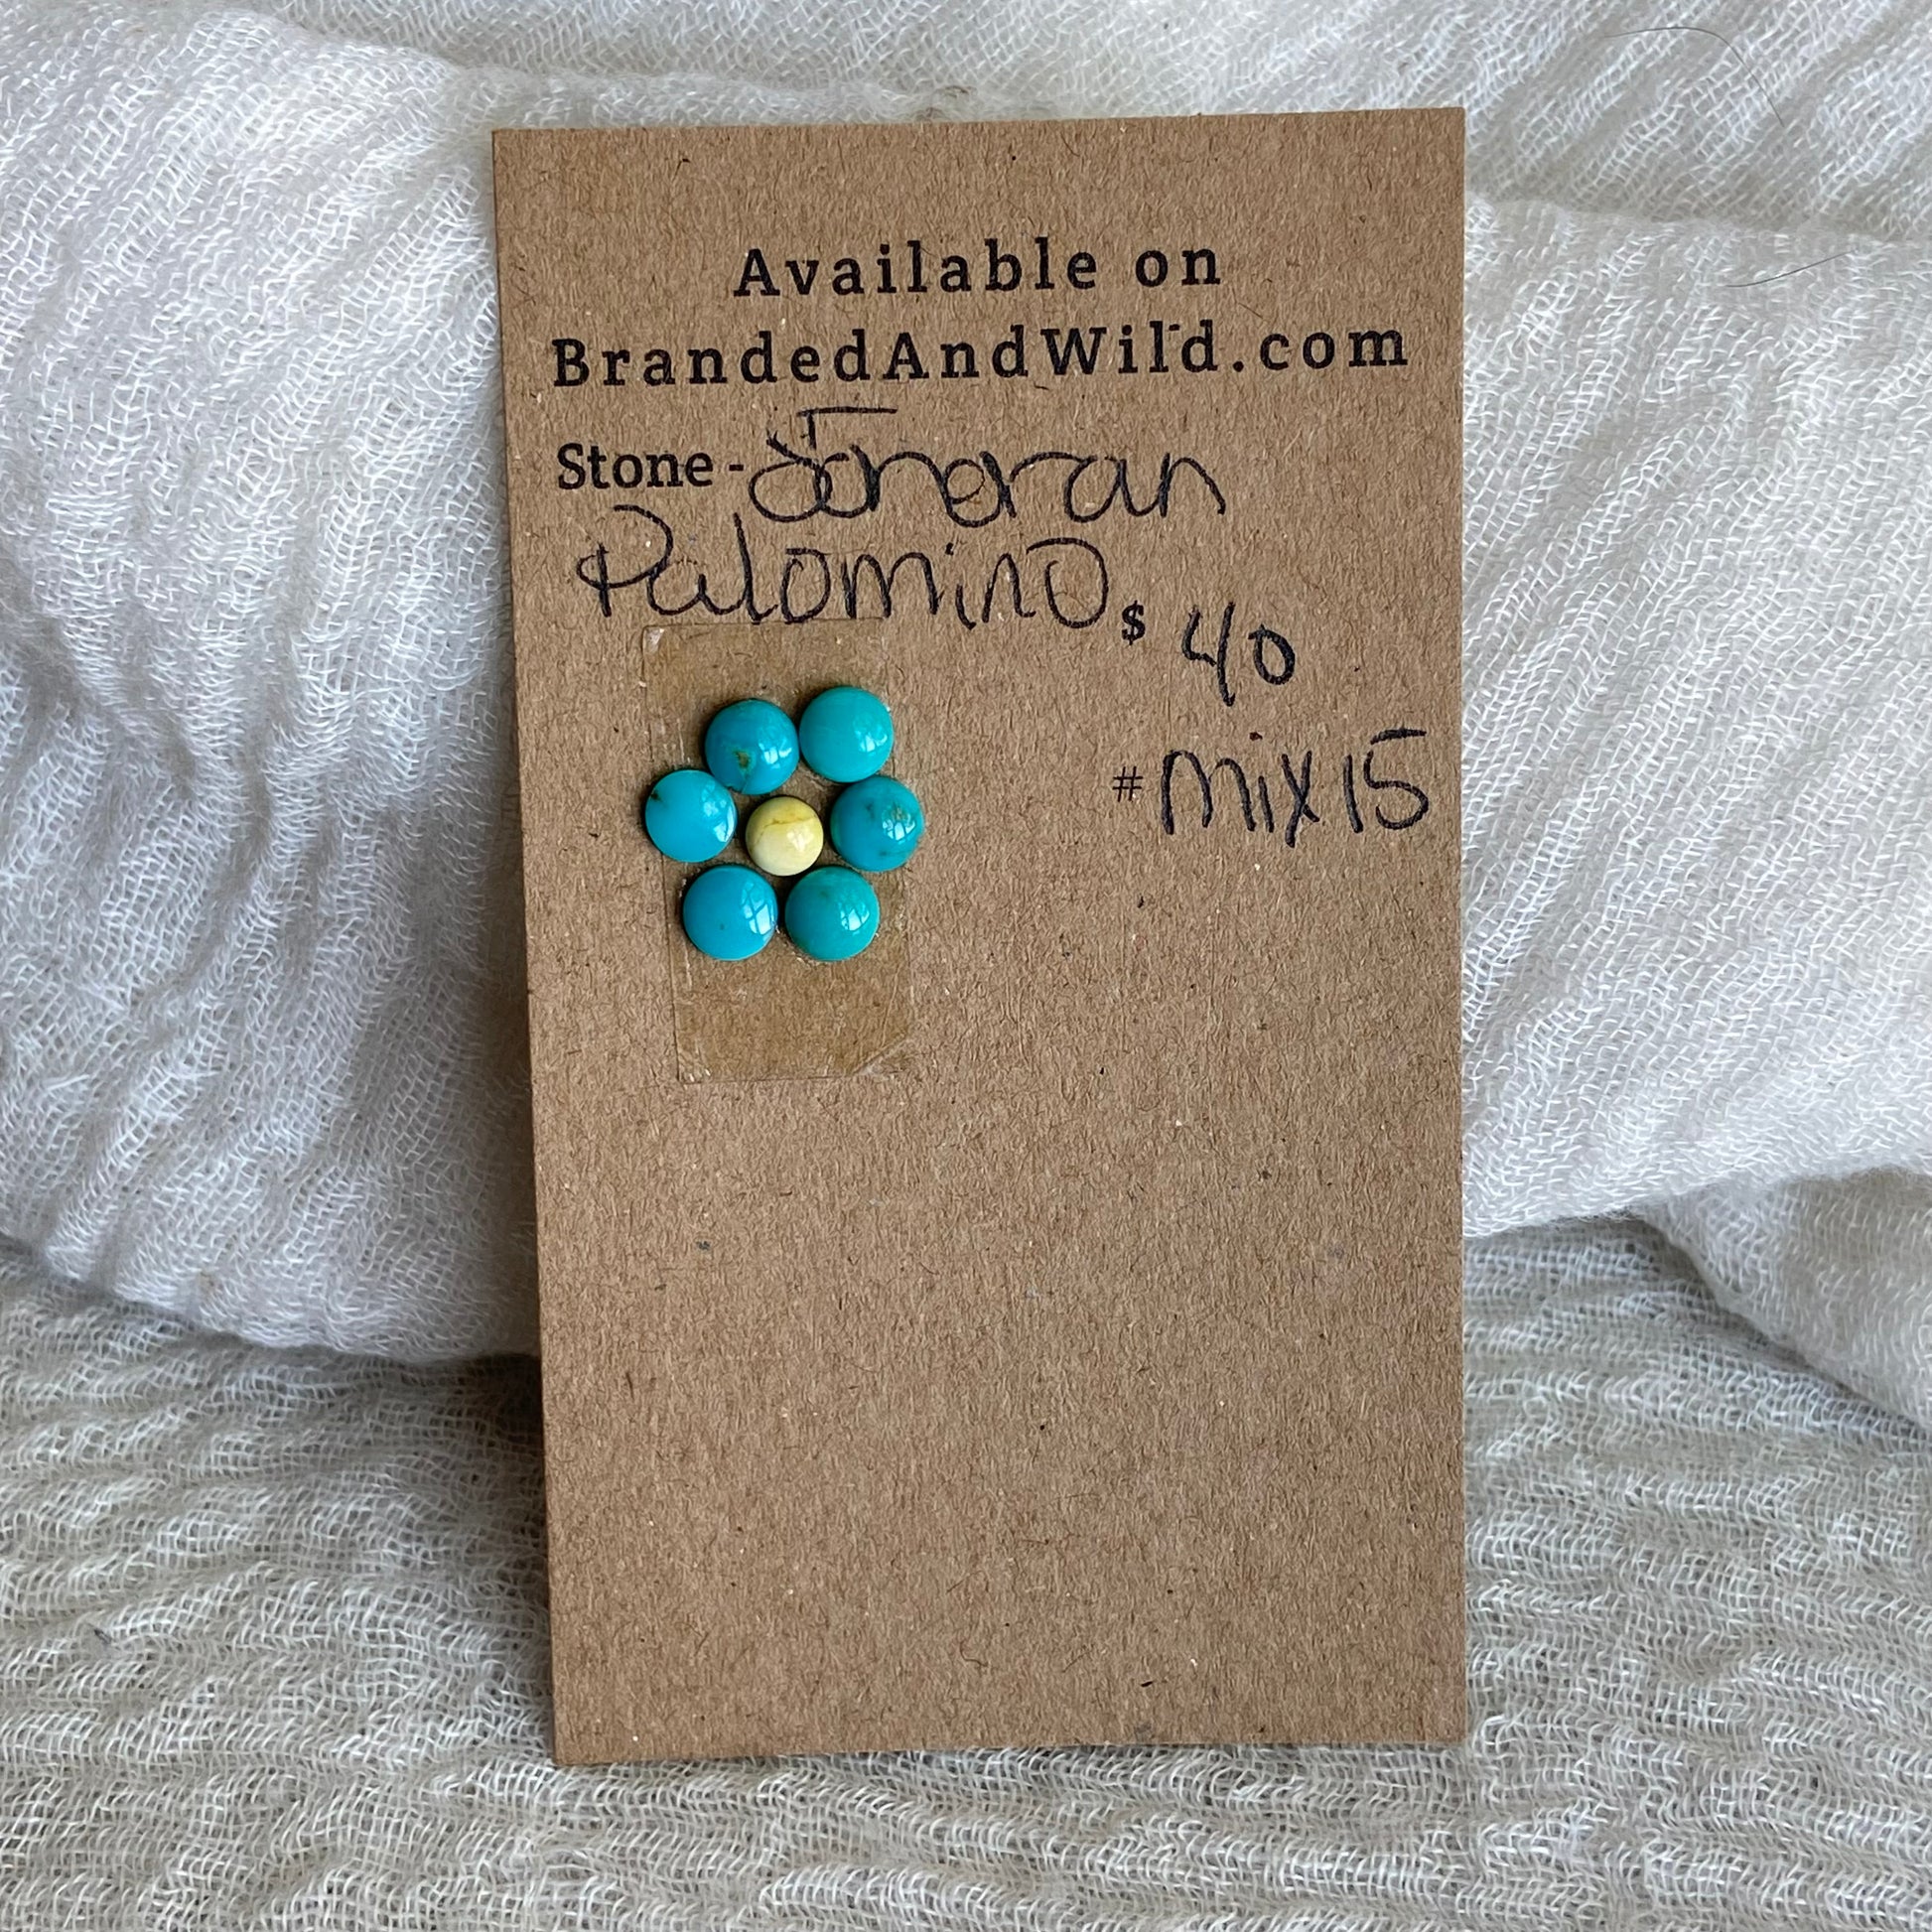 Available on
BrandedAndWild.com
Stone - Sonoran
Palomino
$ 40
# mix15